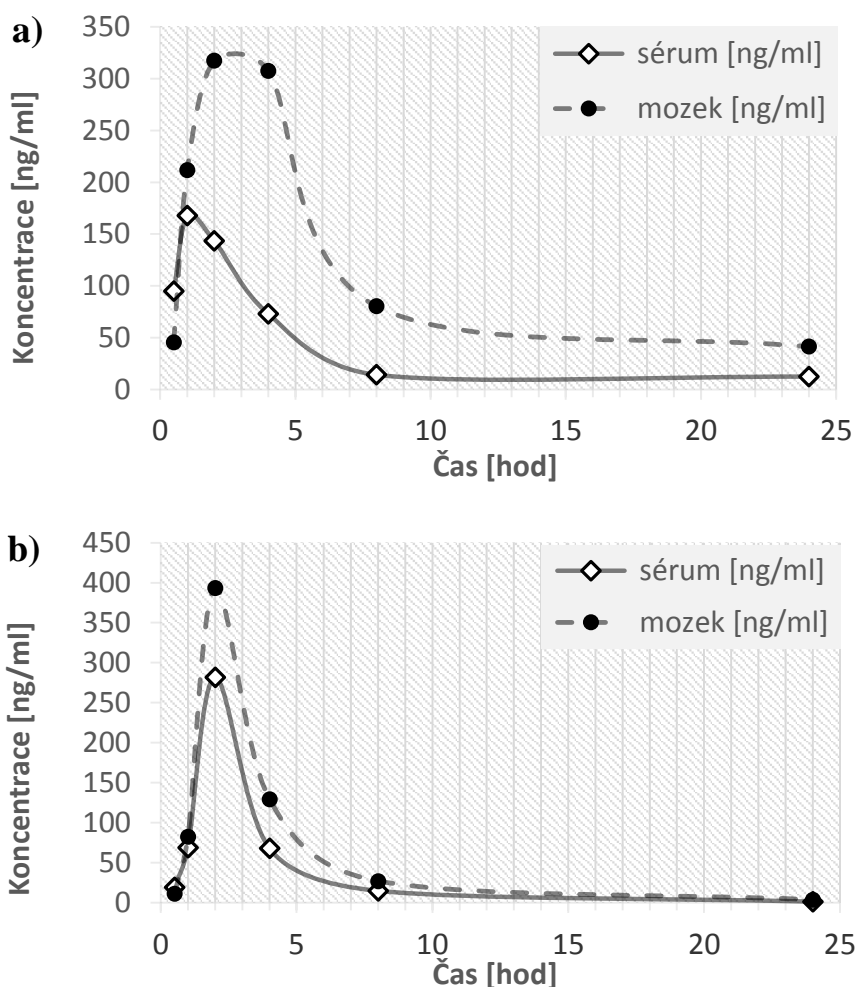 a)
350
300
250
200
150
100
50
0
Koncentrace [ng/ml]
sérum [ng/ml]
mozek [ng/ml]
0 5 10 15 20 25
Čas [hod]
b)
450
400
350
300
250
200
150
100
50
0
Koncentrace [ng/ml]
sérum [ng/ml]
mozek [ng/ml]
0 5 10 15 20 25
Čas [hod]